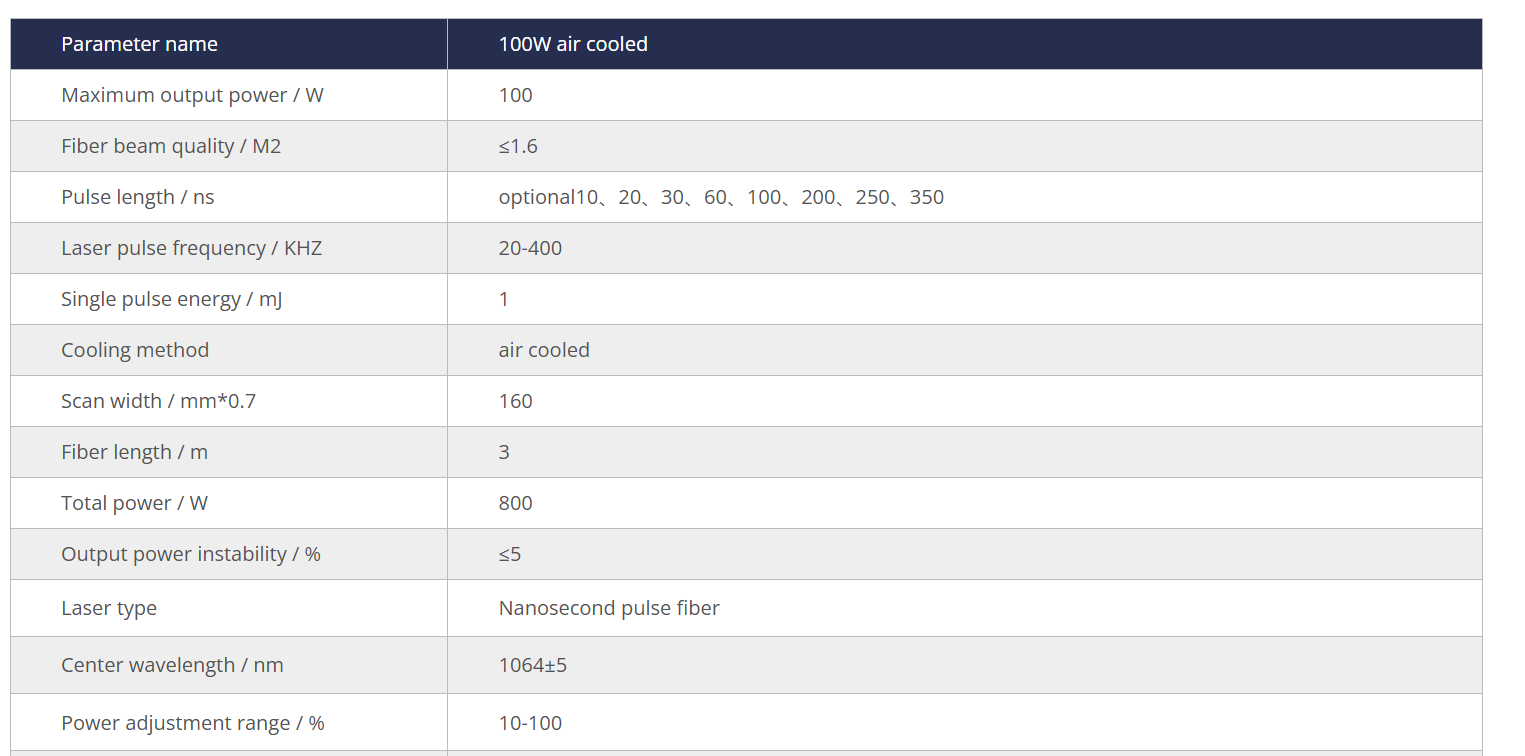 Parameter name 100W air cooled
Maximum output power / W 100
Fiber beam quality / M2 ≤1.6
Pulse length / ns optional10、20、30、60、100、200、250、350
Laser pulse frequency / KHZ 20-400
Single pulse energy / mJ 1
Cooling method air cooled
Scan width / mm*0.7 160
Fiber length / m 3
Total power / W 800
Output power instability / % ≤5
Laser type Nanosecond pulse fiber
Center wavelength / nm 1064±5
Power adjustment range / % 10-100